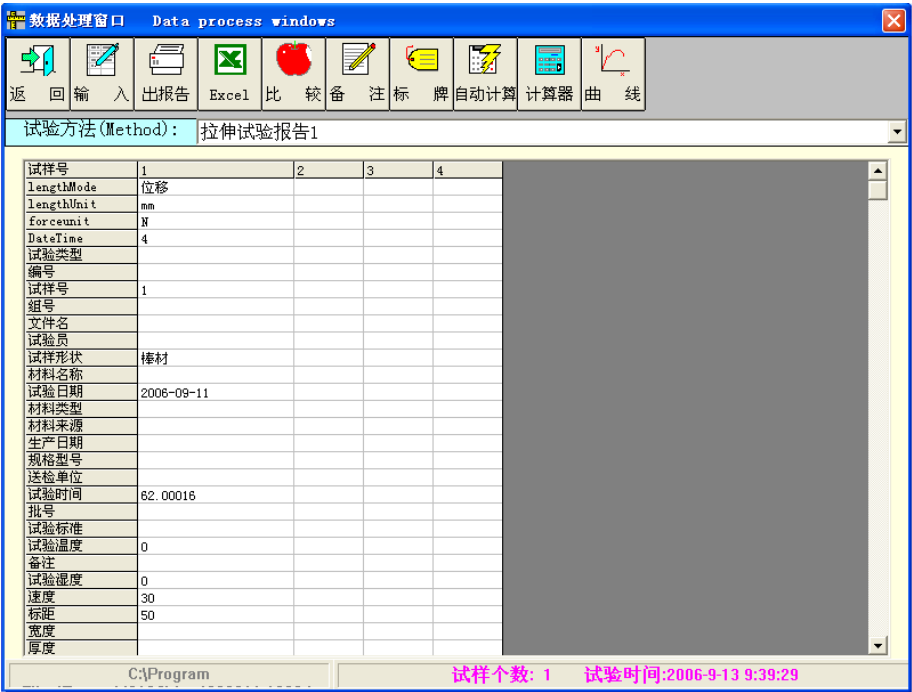 数据处理窗口 Data process windows
返 回 输 入 出报告 Excel 比 较 备 注 标 牌 自动计算 计算器 曲 线
试验方法(Method): 拉伸试验报告1
试样号 1 2 3 4
lengthMode 位移
lengthUnit mm
forceunit N
DateTime 4
试验类型
编号
试样号 1
组号
文件名
试验员
试样形状 棒材
材料名称
试验日期 2006-09-11
材料类型
材料来源
生产日期
规格型号
送检单位
试验时间 62.00016
批号
试验标准
试验温度 0
备注
试验湿度 0
速度 30
标距 50
宽度
厚度
C:\Program 试样个数: 1 试验时间:2006-9-13 9:39:29